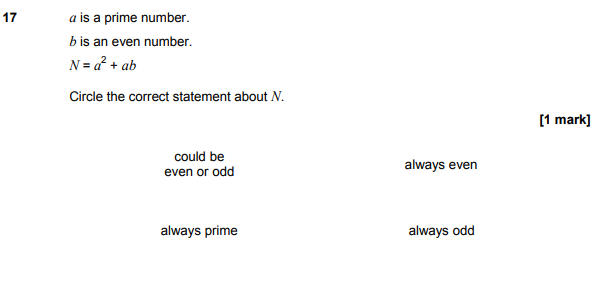 17 a is a prime number.
b is an even number.
N = a² + ab
Circle the correct statement about N.
[1 mark]
could be
even or odd
always even
always prime
always odd